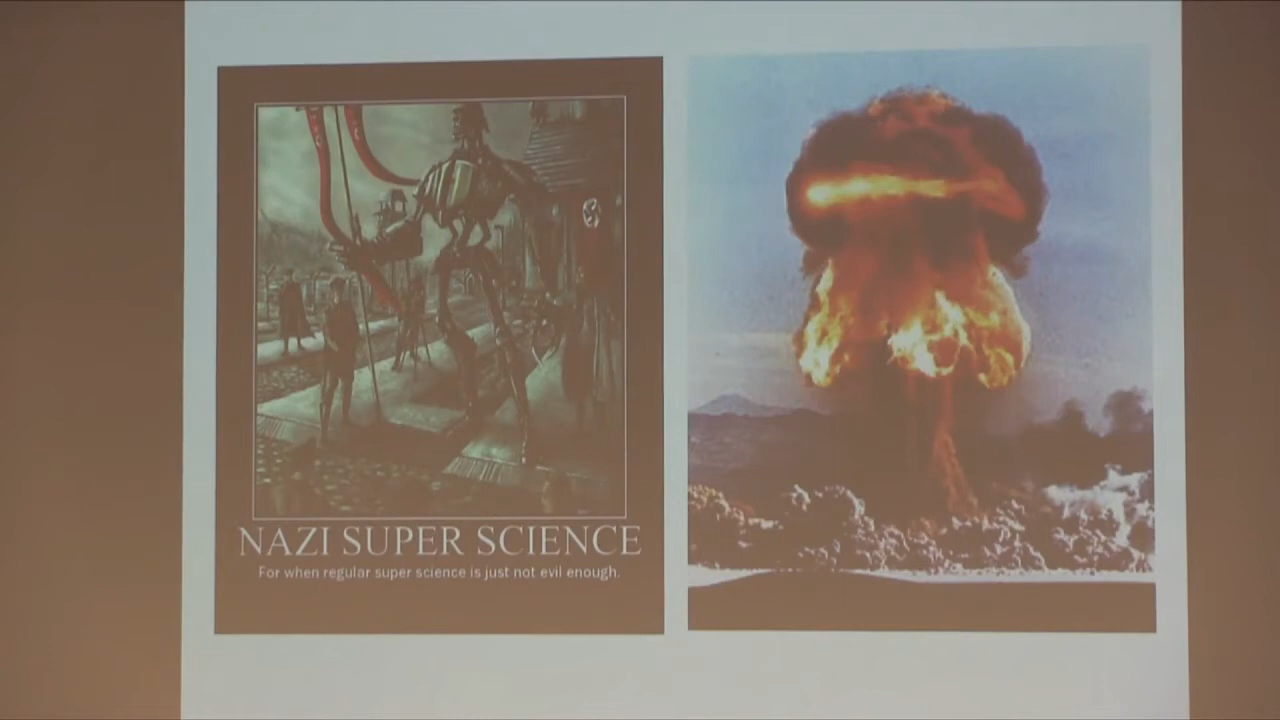 NAZI SUPER SCIENCE
For when regular super science is just not evil enough.